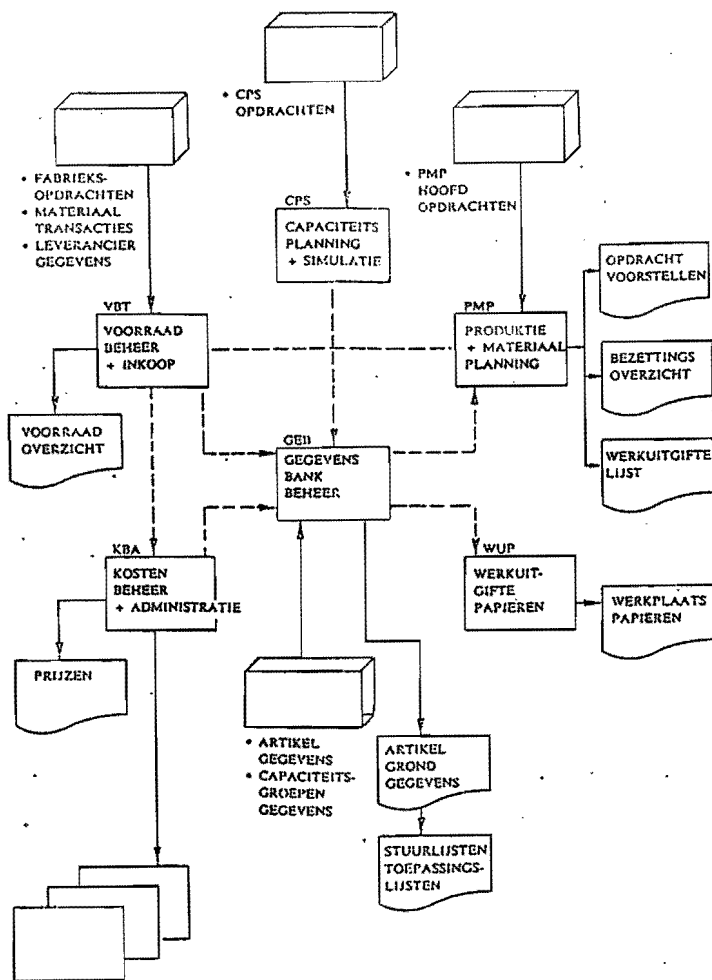 • CPS
OPDRACHTEN
• FABRIEKS-
OPDRACHTEN
• MATERIAAL
TRANSACTIES
• LEVERANCIER
GEGEVENS
• PMP
HOOFD
OPDRACHTEN
CPS
CAPACITEITS
PLANNING
+ SIMULATIE
VBT
VOORRAAD
BEHEER
+ INKOOP
PMP
PRODUKTIE
+ MATERIAAL
PLANNING
OPDRACHT
VOORSTELLEN
BEZETTINGS
OVERZICHT
WERKUITGIFTE
LIJST
VOORRAAD
OVERZICHT
GEB
GEGEVENS
BANK
BEHEER
KBA
KOSTEN
BEHEER
+ ADMINISTRATIE
WUP
WERKUIT-
GIFTE
PAPIEREN
WERKPLAATS
PAPIEREN
PRIJZEN
• ARTIKEL
GEGEVENS
• CAPACITEITS-
GROEPEN
GEGEVENS
ARTIKEL
GROND
GEGEVENS
STUURLIJSTEN
TOEPASSINGS-
LIJSTEN